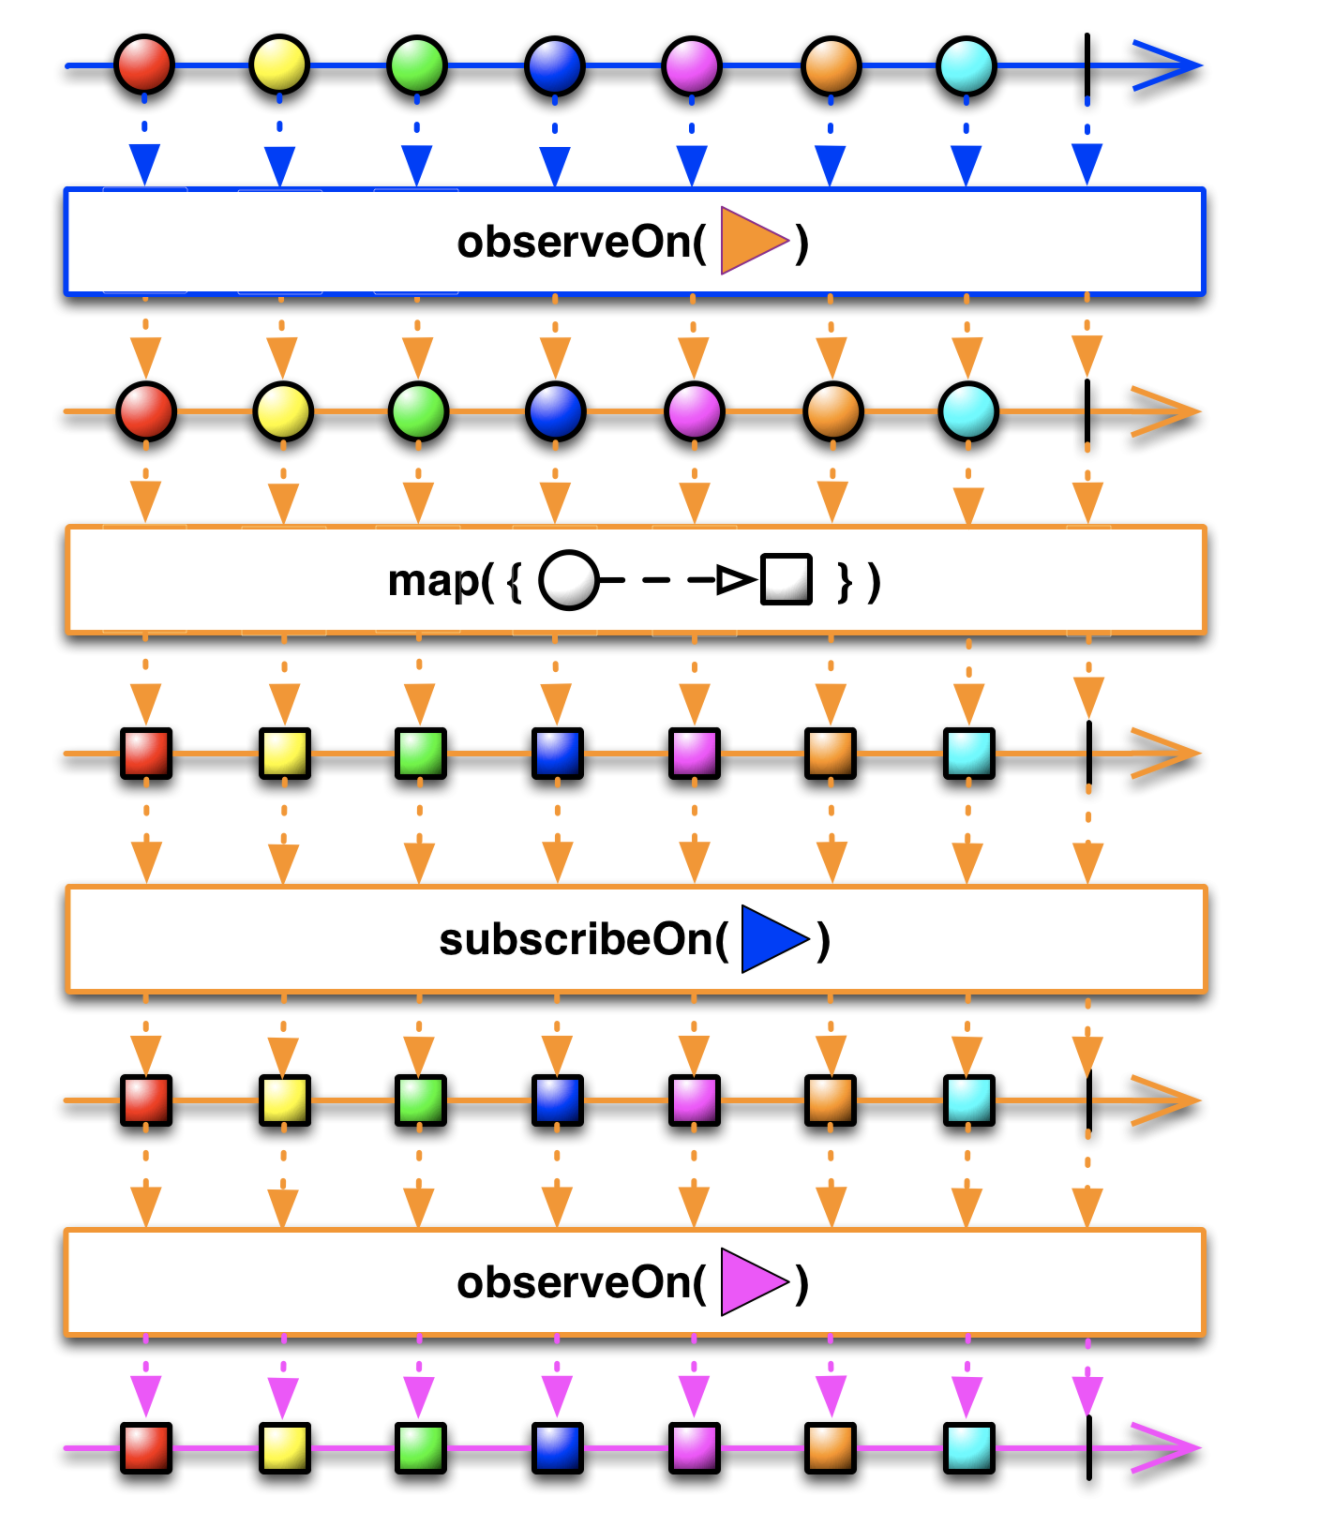 observeOn( )
map( { } )
subscribeOn( )
observeOn( )